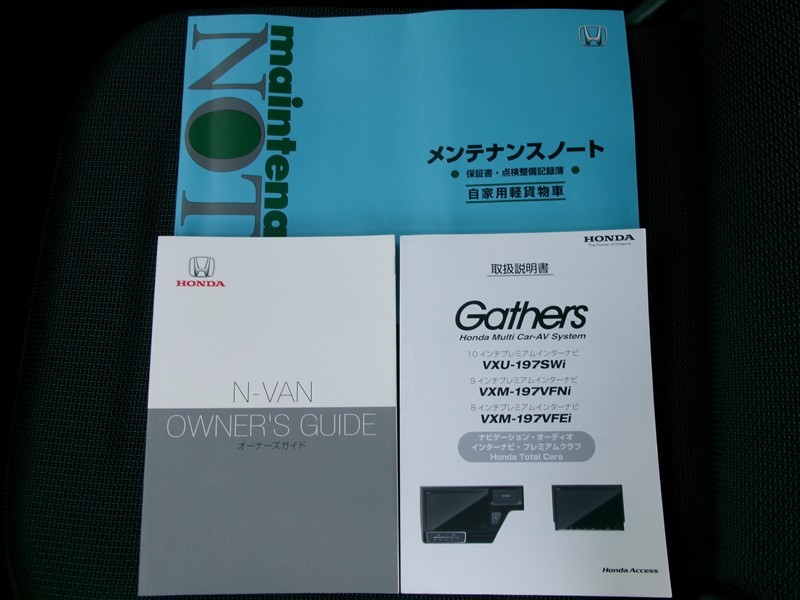 maintena
NOT
メンテナンスノート
● 保証書・点検整備記録簿 ●
自家用軽貨物車
HONDA
N-VAN
OWNER'S GUIDE
オーナーズガイド
HONDA
The Power of Dreams
取扱説明書
Gathers
Honda Multi Car-AV System
10インチプレミアムインターナビ
VXU-197SWi
9インチプレミアムインターナビ
VXM-197VFNi
8インチプレミアムインターナビ
VXM-197VFEi
ナビゲーション・オーディオ
インターナビ・プレミアムクラブ
Honda Total Care
Honda Access